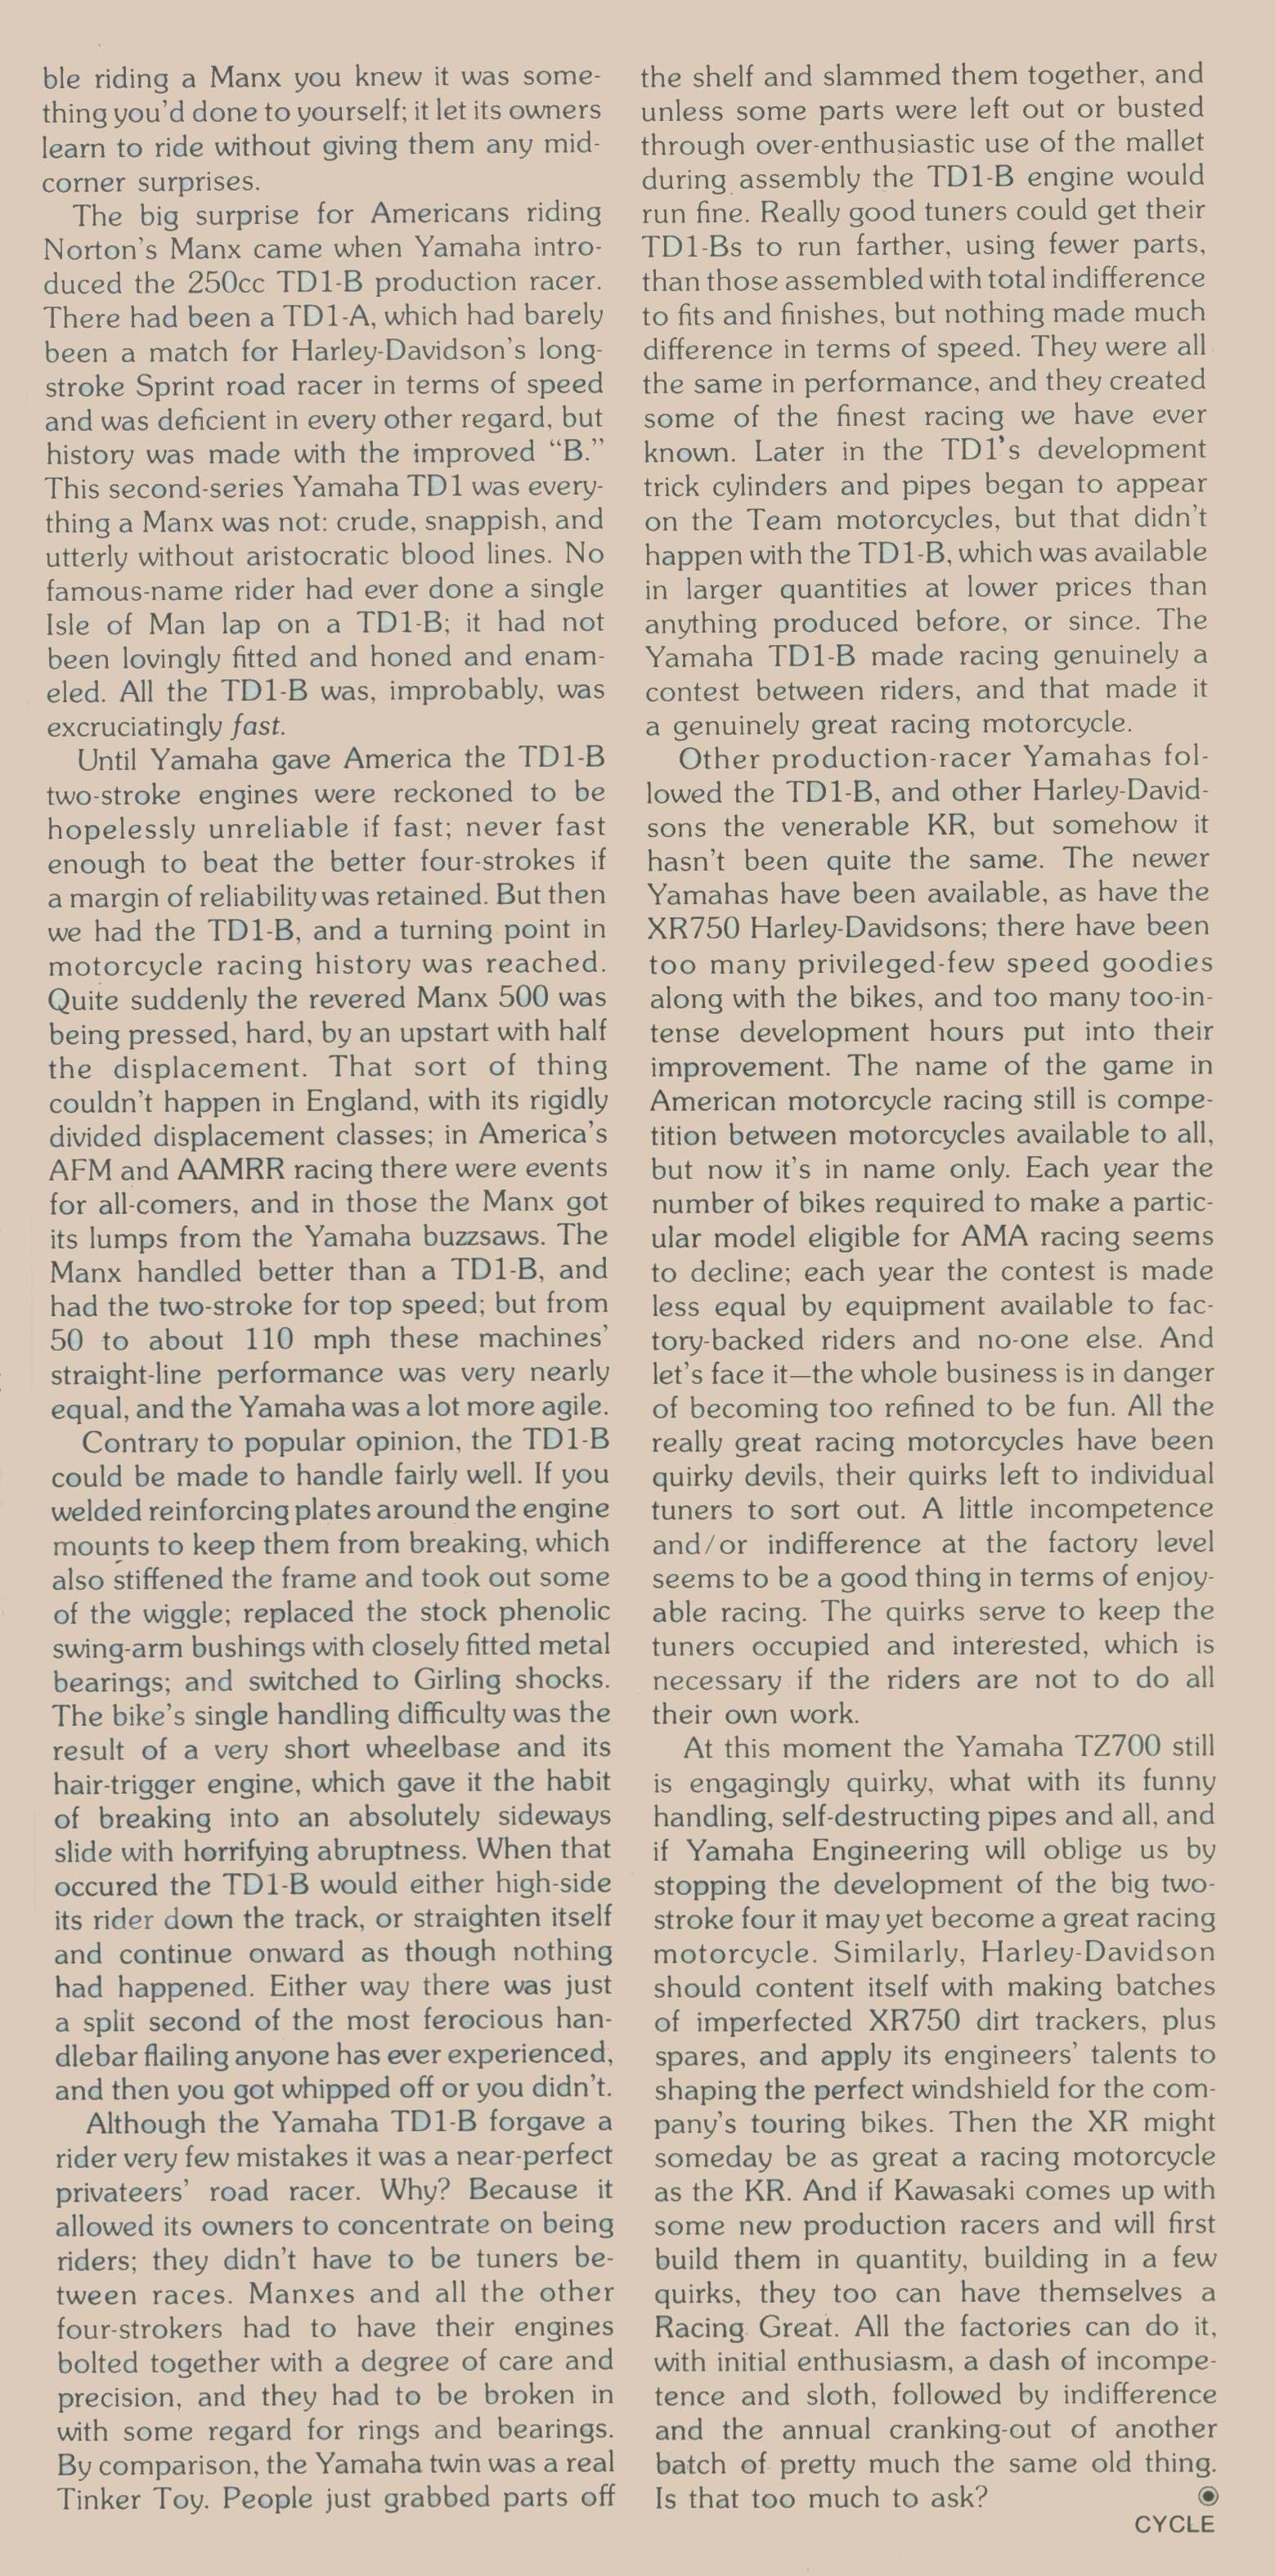 ble riding a Manx you knew it was some-
thing you'd done to yourself; it let its owners
learn to ride without giving them any mid-
corner surprises.
The big surprise for Americans riding
Norton's Manx came when Yamaha intro-
duced the 250cc TD1-B production racer.
There had been a TD1-A, which had barely
been a match for Harley-Davidson's long-
stroke Sprint road racer in terms of speed
and was deficient in every other regard, but
history was made with the improved “B.”
This second-series Yamaha TD1 was every-
thing a Manx was not: crude, snappish, and
utterly without aristocratic blood lines. No
famous-name rider had ever done a single
Isle of Man lap on a TD1-B; it had not
been lovingly fitted and honed and enam-
eled. All the TD1-B was, improbably, was
excruciatingly fast.
Until Yamaha gave America the TD1-B
two-stroke engines were reckoned to be
hopelessly unreliable if fast; never fast
enough to beat the better four-strokes if
a margin of reliability was retained. But then
we had the TD1-B, and a turning point in
motorcycle racing history was reached.
Quite suddenly the revered Manx 500 was
being pressed, hard, by an upstart with half
the displacement. That sort of thing
couldn't happen in England, with its rigidly
divided displacement classes; in America's
AFM and AAMRR racing there were events
for all-comers, and in those the Manx got
its lumps from the Yamaha buzzsaws. The
Manx handled better than a TD1-B, and
had the two-stroke for top speed; but from
50 to about 110 mph these machines'
straight-line performance was very nearly
equal, and the Yamaha was a lot more agile.
Contrary to popular opinion, the TD1-B
could be made to handle fairly well. If you
welded reinforcing plates around the engine
mounts to keep them from breaking, which
also stiffened the frame and took out some
of the wiggle; replaced the stock phenolic
swing-arm bushings with closely fitted metal
bearings; and switched to Girling shocks.
The bike's single handling difficulty was the
result of a very short wheelbase and its
hair-trigger engine, which gave it the habit
of breaking into an absolutely sideways
slide with horrifying abruptness. When that
occured the TD1-B would either high-side
its rider down the track, or straighten itself
and continue onward as though nothing
had happened. Either way there was just
a split second of the most ferocious han-
dlebar flailing anyone has ever experienced,
and then you got whipped off or you didn't.
Although the Yamaha TD1-B forgave a
rider very few mistakes it was a near-perfect
privateers' road racer. Why? Because it
allowed its owners to concentrate on being
riders; they didn't have to be tuners be-
tween races. Manxes and all the other
four-strokers had to have their engines
bolted together with a degree of care and
precision, and they had to be broken in
with some regard for rings and bearings.
By comparison, the Yamaha twin was a real
Tinker Toy. People just grabbed parts off
the shelf and slammed them together, and
unless some parts were left out or busted
through over-enthusiastic use of the mallet
during assembly the TD1-B engine would
run fine. Really good tuners could get their
TD1-Bs to run farther, using fewer parts,
than those assembled with total indifference
to fits and finishes, but nothing made much
difference in terms of speed. They were all
the same in performance, and they created
some of the finest racing we have ever
known. Later in the TD1's development
trick cylinders and pipes began to appear
on the Team motorcycles, but that didn't
happen with the TD1-B, which was available
in larger quantities at lower prices than
anything produced before, or since. The
Yamaha TD1-B made racing genuinely a
contest between riders, and that made it
a genuinely great racing motorcycle.
Other production-racer Yamahas fol-
lowed the TD1-B, and other Harley-David-
sons the venerable KR, but somehow it
hasn't been quite the same. The newer
Yamahas have been available, as have the
XR750 Harley-Davidsons; there have been
too many privileged-few speed goodies
along with the bikes, and too many too-in-
tense development hours put into their
improvement. The name of the game in
American motorcycle racing still is compe-
tition between motorcycles available to all,
but now it's in name only. Each year the
number of bikes required to make a partic-
ular model eligible for AMA racing seems
to decline; each year the contest is made
less equal by equipment available to fac-
tory-backed riders and no-one else. And
let's face it—the whole business is in danger
of becoming too refined to be fun. All the
really great racing motorcycles have been
quirky devils, their quirks left to individual
tuners to sort out. A little incompetence
and/or indifference at the factory level
seems to be a good thing in terms of enjoy-
able racing. The quirks serve to keep the
tuners occupied and interested, which is
necessary if the riders are not to do all
their own work.
At this moment the Yamaha TZ700 still
is engagingly quirky, what with its funny
handling, self-destructing pipes and all, and
if Yamaha Engineering will oblige us by
stopping the development of the big two-
stroke four it may yet become a great racing
motorcycle. Similarly, Harley-Davidson
should content itself with making batches
of imperfected XR750 dirt trackers, plus
spares, and apply its engineers' talents to
shaping the perfect windshield for the com-
pany's touring bikes. Then the XR might
someday be as great a racing motorcycle
as the KR. And if Kawasaki comes up with
some new production racers and will first
build them in quantity, building in a few
quirks, they too can have themselves a
Racing Great. All the factories can do it,
with initial enthusiasm, a dash of incompe-
tence and sloth, followed by indifference
and the annual cranking-out of another
batch of pretty much the same old thing.
Is that too much to ask?
CYCLE